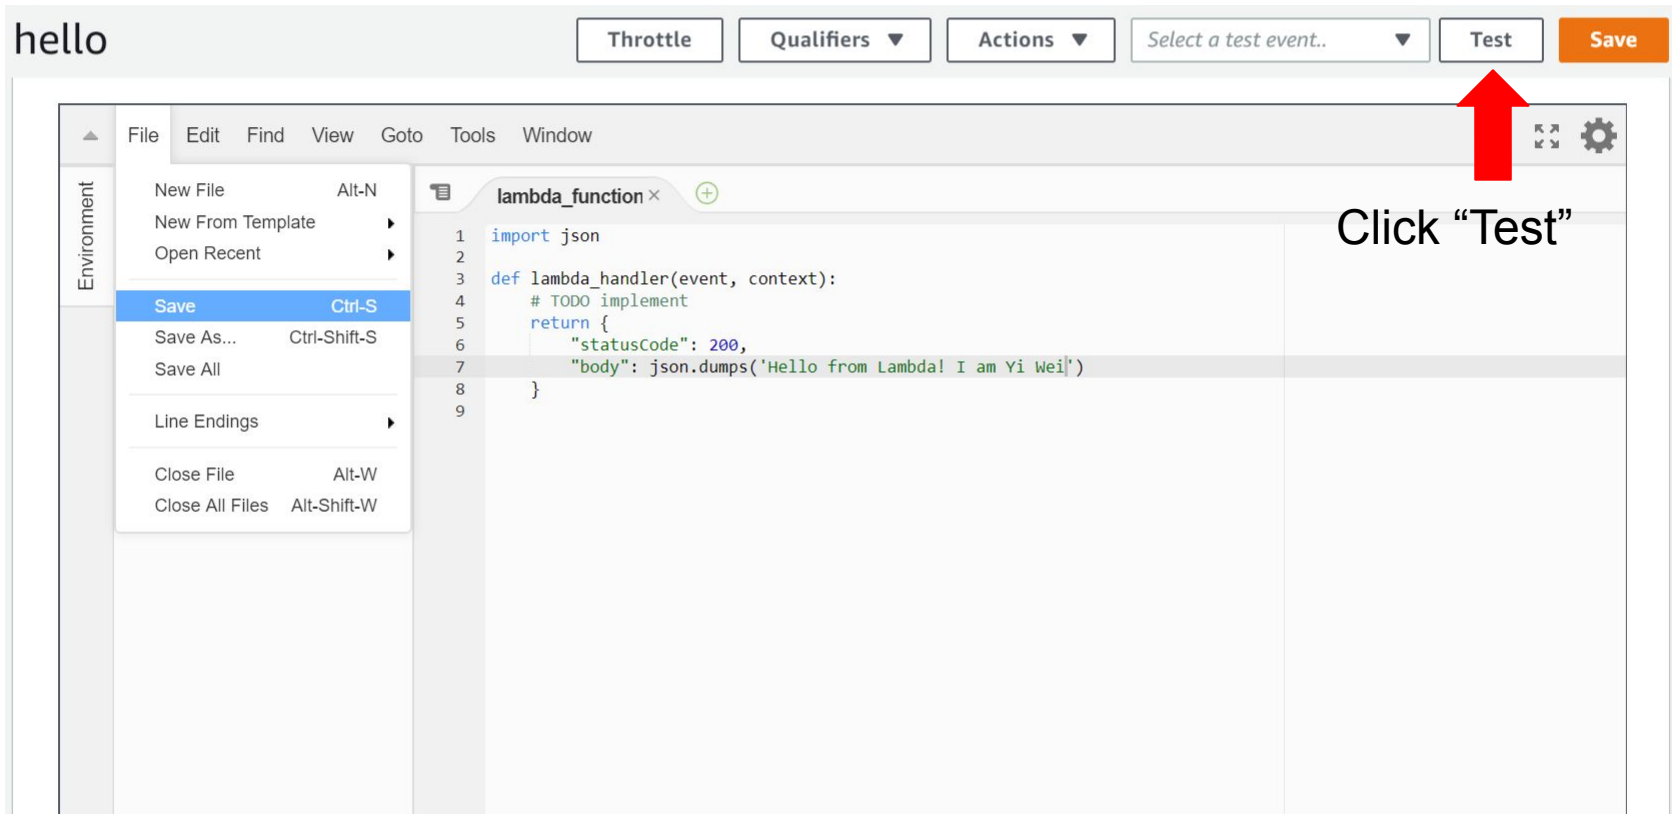 hello
Throttle
Qualifiers
Actions
Select a test event..
Test
Save
File Edit Find View Goto Tools Window
Environment
New File Alt-N
New From Template
Open Recent
Save Ctrl-S
Save As... Ctrl-Shift-S
Save All
Line Endings
Close File Alt-W
Close All Files Alt-Shift-W
lambda_function ×
1 import json
2
3 def lambda_handler(event, context):
4 # TODO implement
5 return {
6 "statusCode": 200,
7 "body": json.dumps('Hello from Lambda! I am Yi Wei')
8 }
9
Click “Test”